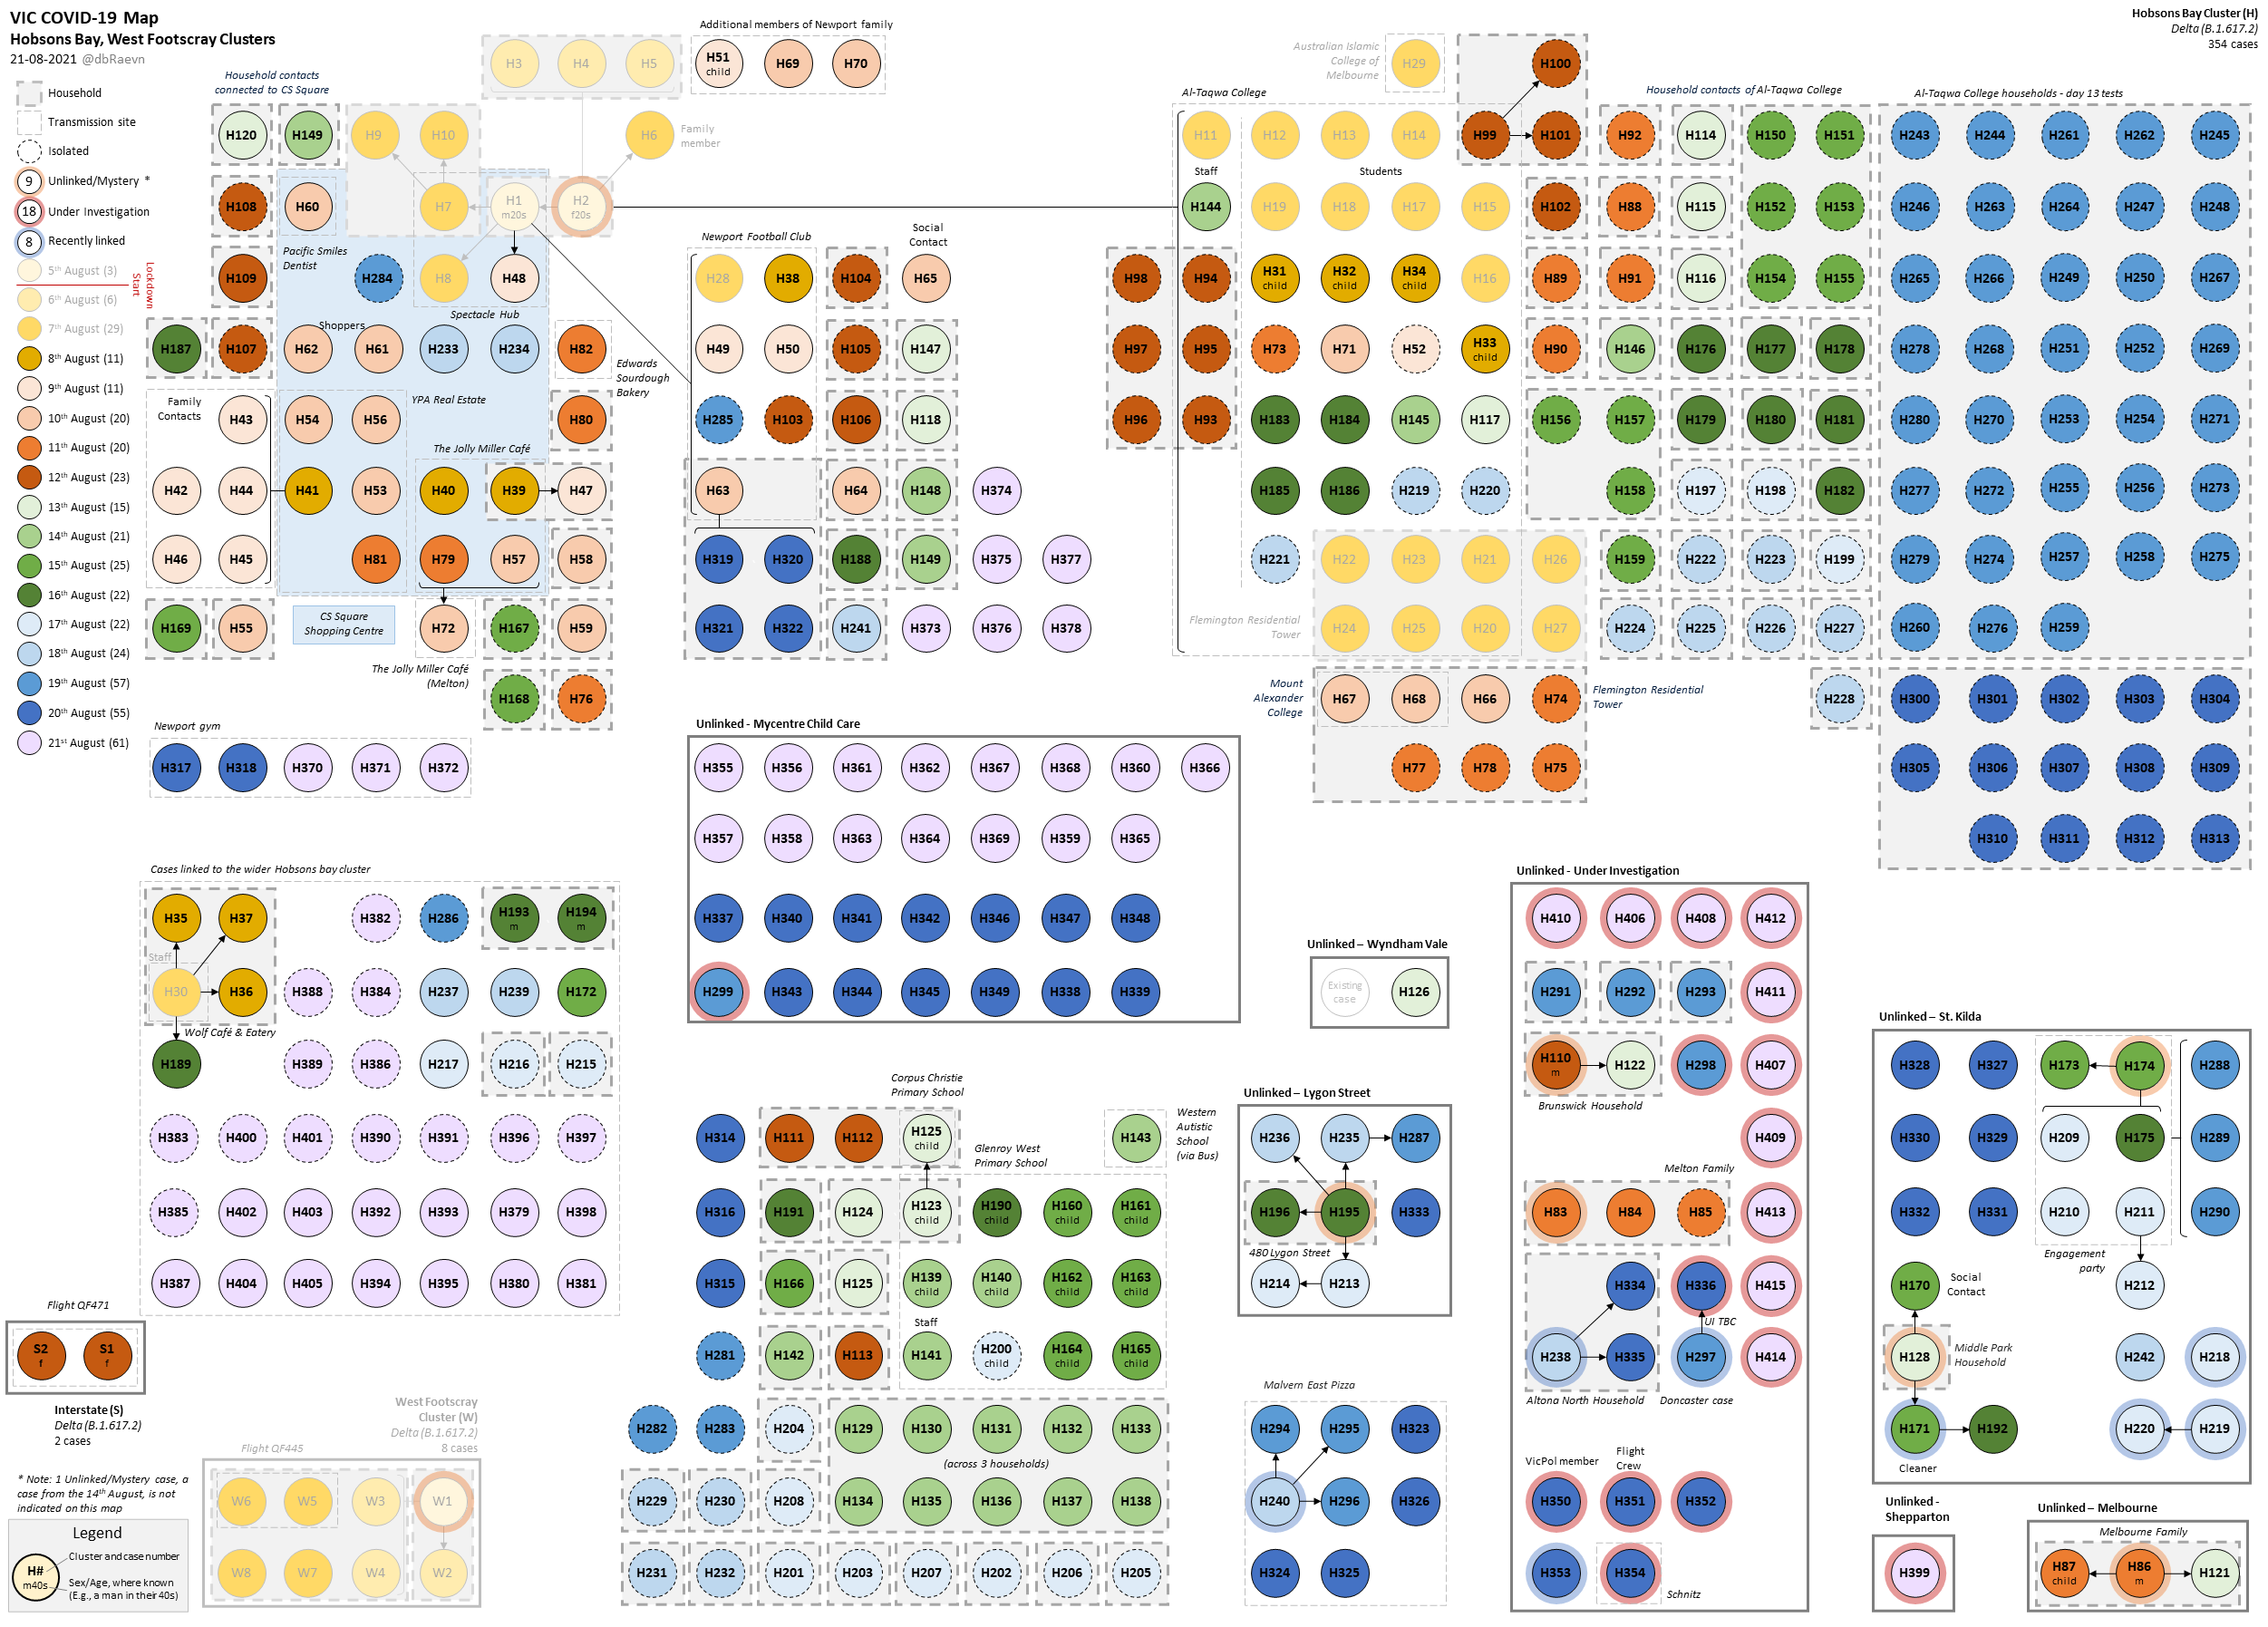 VIC COVID-19 Map
Hobsons Bay, West Footscray Clusters
21-08-2021 @dbRaevn
Hobsons Bay Cluster (H)
Delta (B.1.617.2)
354 cases
Household
Transmission site
Isolated
9 Unlinked/Mystery *
18 Under Investigation
8 Recently linked
5th August (3)
Lockdown Start
6th August (6)
7th August (29)
8th August (11)
9th August (11)
10th August (20)
11th August (20)
12th August (23)
13th August (15)
14th August (21)
15th August (25)
16th August (22)
17th August (22)
18th August (24)
19th August (57)
20th August (55)
21st August (61)
Household contacts
connected to CS Square
H120 H149
H108 H60
Pacific Smiles
Dentist
H109 H284
Shoppers
H187 H107 H62 H61 H233 H234 H82
Edwards
Sourdough
Bakery
H3 H4 H5
Additional members of Newport family
H51 child H69 H70
H9 H10 H6
Family
member
H7 H1 m20s H2 f20s
H8 H48
Spectacle Hub
Family
Contacts
H43 H54 H56
YPA Real Estate
H80
The Jolly Miller Café
H42 H44 H41 H53 H40 H39 H47
H46 H45 H81 H79 H57 H58
H169 H55
CS Square
Shopping Centre
H72 H167 H59
The Jolly Miller Café
(Melton)
H168 H76
Newport gym
H317 H318 H370 H371 H372
Newport Football Club
Social
Contact
H28 H38 H104 H65
H49 H50 H105 H147
H285 H103 H106 H118
H63 H64 H148 H374
H319 H320 H188 H149 H375 H377
H321 H322 H241 H373 H376 H378
Australian Islamic
College of
Melbourne
H29
H100
Al-Taqwa College
H11 H12 H13 H14 H99 H101
Staff
Students
H144 H19 H18 H17 H15 H102
H98 H94 H31 child H32 child H34 child H16
H97 H95 H73 H71 H52 H33 child
H96 H93 H183 H184 H145 H117
H185 H186 H219 H220
H221 H22 H23 H21 H26
Flemington Residential
Tower
H24 H25 H20 H27
Mount
Alexander
College
H67 H68 H66 H74
Flemington Residential
Tower
H77 H78 H75
Household contacts of Al-Taqwa College
H92 H114 H150 H151
H88 H115 H152 H153
H89 H91 H116 H154 H155
H90 H146 H176 H177 H178
H156 H157 H179 H180 H181
H158 H197 H198 H182
H159 H222 H223 H199
H224 H225 H226 H227
H228
Al-Taqwa College households - day 13 tests
H243 H244 H261 H262 H245
H246 H263 H264 H247 H248
H265 H266 H249 H250 H267
H278 H268 H251 H252 H269
H280 H270 H253 H254 H271
H277 H272 H255 H256 H273
H279 H274 H257 H258 H275
H260 H276 H259
H300 H301 H302 H303 H304
H305 H306 H307 H308 H309
H310 H311 H312 H313
Unlinked - Mycentre Child Care
H355 H356 H361 H362 H367 H368 H360 H366
H357 H358 H363 H364 H369 H359 H365
H337 H340 H341 H342 H346 H347 H348
H299 H343 H344 H345 H349 H338 H339
Cases linked to the wider Hobsons bay cluster
H35 H37 H382 H286 H193 m H194 m
Staff
H30 H36 H388 H384 H237 H239 H172
Wolf Café & Eatery
H189 H389 H386 H217 H216 H215
H383 H400 H401 H390 H391 H396 H397
H385 H402 H403 H392 H393 H379 H398
H387 H404 H405 H394 H395 H380 H381
Flight QF471
S2 f S1 f
Interstate (S)
Delta (B.1.617.2)
2 cases
West Footscray
Cluster (W)
Delta (B.1.617.2)
8 cases
Flight QF445
W6 W5 W3 W1
W8 W7 W4 W2
* Note: 1 Unlinked/Mystery case, a
case from the 14th August, is not
indicated on this map
Legend
H# m40s
Cluster and case number
Sex/Age, where known
(E.g., a man in their 40s)
Corpus Christie
Primary School
H314 H111 H112 H125 child H143
Western
Autistic
School
(via Bus)
Glenroy West
Primary School
H316 H191 H124 H123 child H190 child H160 child H161 child
H315 H166 H125 H139 child H140 child H162 child H163 child
Staff
H281 H142 H113 H141 H200 child H164 child H165 child
H282 H283 H204 H129 H130 H131 H132 H133
(across 3 households)
H229 H230 H208 H134 H135 H136 H137 H138
H231 H232 H201 H203 H207 H202 H206 H205
Unlinked – Wyndham Vale
Existing case H126
Unlinked – Lygon Street
H236 H235 H287
H196 H195 H333
480 Lygon Street
H214 H213
Malvern East Pizza
H294 H295 H323
H240 H296 H326
H324 H325
Unlinked - Under Investigation
H410 H406 H408 H412
H291 H292 H293 H411
H110 m H122 H298 H407
Brunswick Household
H409
Melton Family
H83 H84 H85 H413
H334 H336 H415
UI TBC
H238 H335 H297 H414
Altona North Household
Doncaster case
VicPol member
Flight
Crew
H350 H351 H352
H353 H354
Schnitz
Unlinked – St. Kilda
H328 H327 H173 H174 H288
H330 H329 H209 H175 H289
H332 H331 H210 H211 H290
Engagement
party
H170
Social
Contact
H212
H128
Middle Park
Household
H242 H218
H171 H192 H220 H219
Cleaner
Unlinked -
Shepparton
H399
Unlinked – Melbourne
Melbourne Family
H87 child H86 m H121